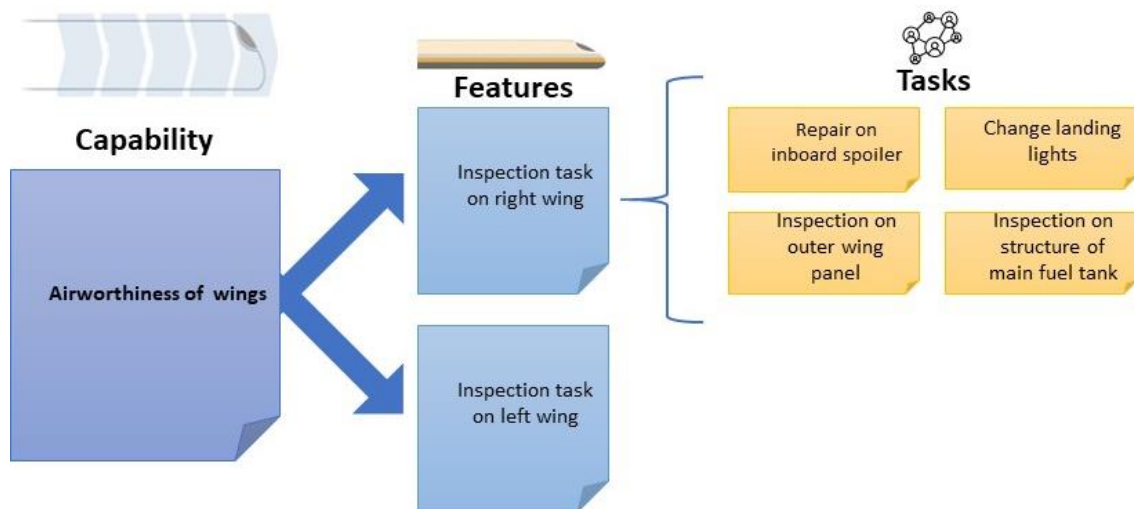 Capability
Airworthiness of wings
Features
Inspection task
on right wing
Inspection task
on left wing
Tasks
Repair on
inboard spoiler
Change landing
lights
Inspection on
outer wing
panel
Inspection on
structure of
main fuel tank